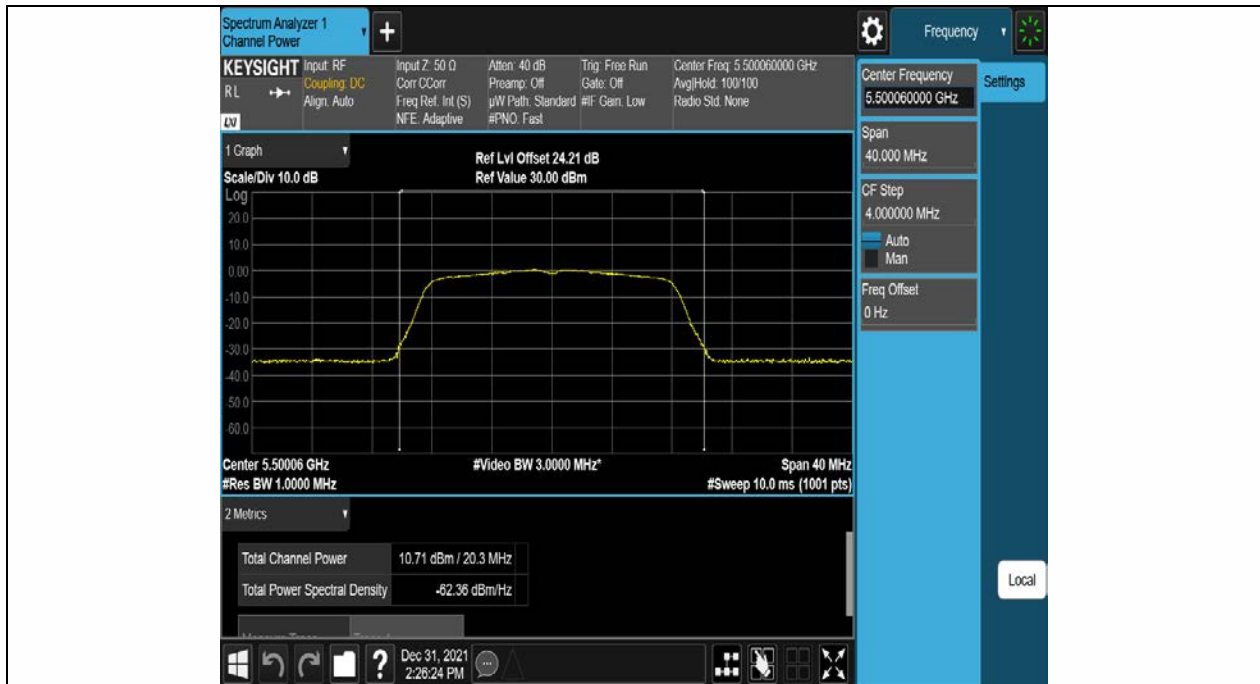 Spectrum Analyzer 1
Channel Power
+
Frequency
KEYSIGHT
RL
LXI
Input: RF
Coupling: DC
Align: Auto
Input Z: 50 Ω
Corr CCorr
Freq Ref: Int (S)
NFE: Adaptive
Atten: 40 dB
Preamp: Off
µW Path: Standard
#PNO: Fast
Trig: Free Run
Gate: Off
#IF Gain: Low
Center Freq: 5.500060000 GHz
Avg|Hold: 100/100
Radio Std: None
Center Frequency
5.500060000 GHz
Settings
Span
40.000 MHz
CF Step
4.000000 MHz
Auto
Man
Freq Offset
0 Hz
Local
1 Graph
Scale/Div 10.0 dB
Ref Lvl Offset 24.21 dB
Ref Value 30.00 dBm
Log
20.0
10.0
0.00
-10.0
-20.0
-30.0
-40.0
-50.0
-60.0
Center 5.50006 GHz
#Video BW 3.0000 MHz*
Span 40 MHz
#Res BW 1.0000 MHz
#Sweep 10.0 ms (1001 pts)
2 Metrics
Total Channel Power 10.71 dBm / 20.3 MHz
Total Power Spectral Density -62.36 dBm/Hz
?
Dec 31, 2021
2:26:24 PM